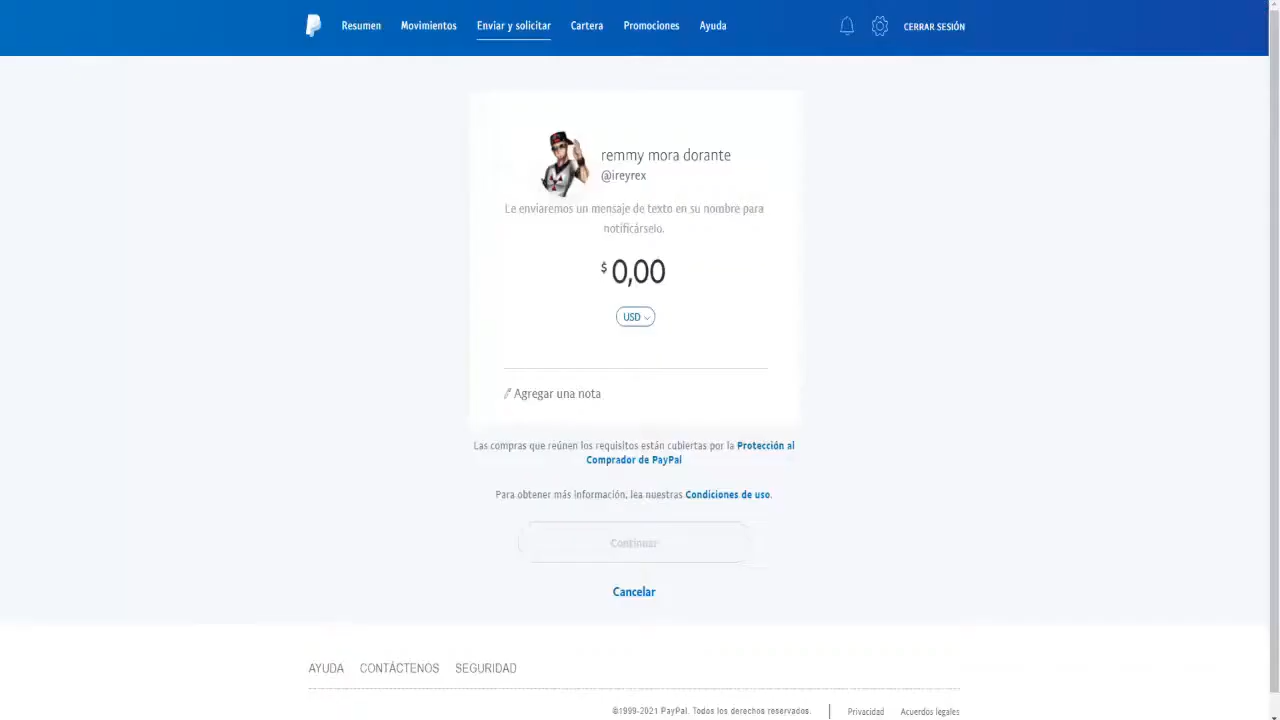 Resumen Movimientos Enviar y solicitar Cartera Promociones Ayuda CERRAR SESIÓN
remmy mora dorante
@ireyrex
Le enviaremos un mensaje de texto en su nombre para
notificárselo.
$ 0,00
USD
Agregar una nota
Las compras que reúnen los requisitos están cubiertas por la Protección al
Comprador de PayPal
Para obtener más información, lea nuestras Condiciones de uso.
Continuar
Cancelar
AYUDA CONTÁCTENOS SEGURIDAD
©1999-2021 PayPal. Todos los derechos reservados. | Privacidad Acuerdos legales